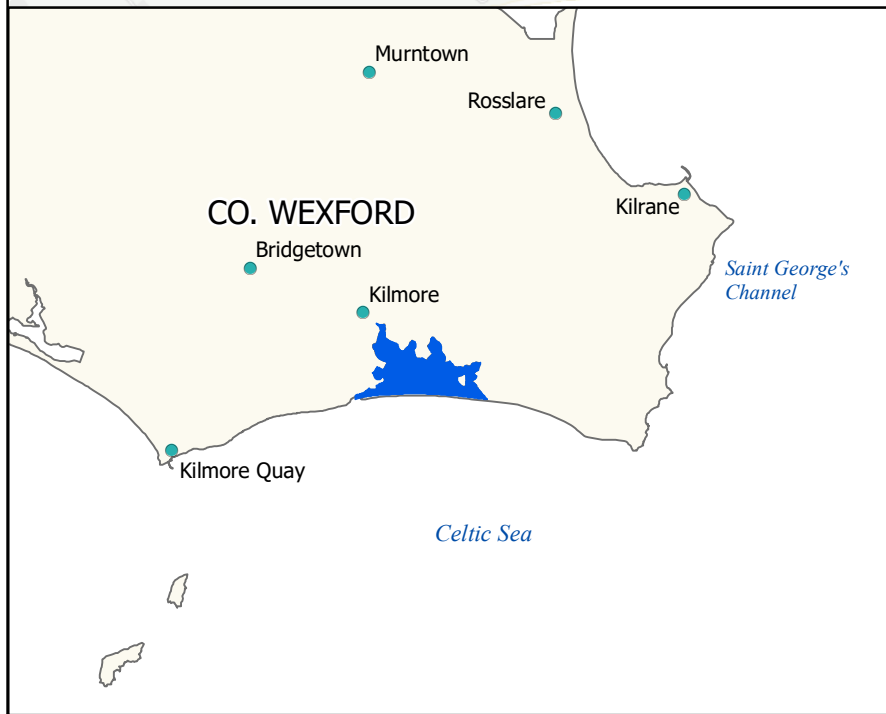 Murntown
Rosslare
Kilrane
CO. WEXFORD
Bridgetown
Saint George's
Channel
Kilmore
Kilmore Quay
Celtic Sea